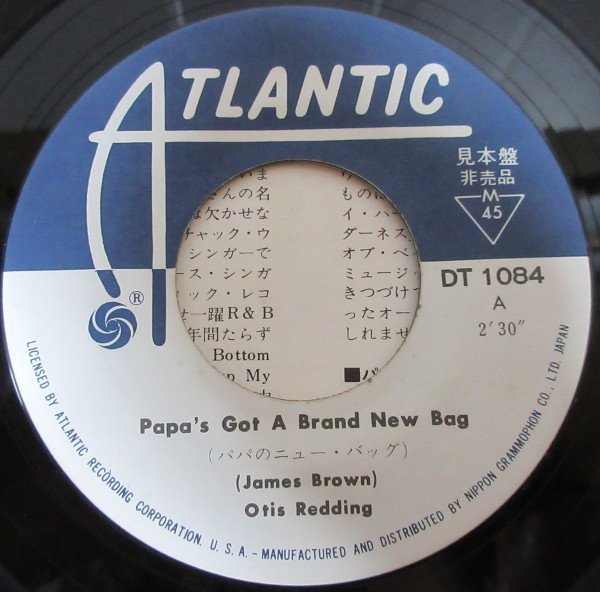 ATLANTIC
®
見本盤
非売品
M
45
DT 1084
A
2'30"
さんの名
は欠かせな
チャック・ウ
シンガーで
ース・シンガ
ック・レコ
一躍R&B
年間たらず
Bottom
My
ものは
イ・ハー
ダーネス
オブ・ベ
ミュージッ
きつづけて
ったオー
しれませ
■パ
Papa's Got A Brand New Bag
(パパのニュー・バッグ)
(James Brown)
Otis Redding
LICENSED BY ATLANTIC RECORDING CORPORATION, U. S. A. – MANUFACTURED AND DISTRIBUTED BY NIPPON GRAMMOPHON CO., LTD. JAPAN